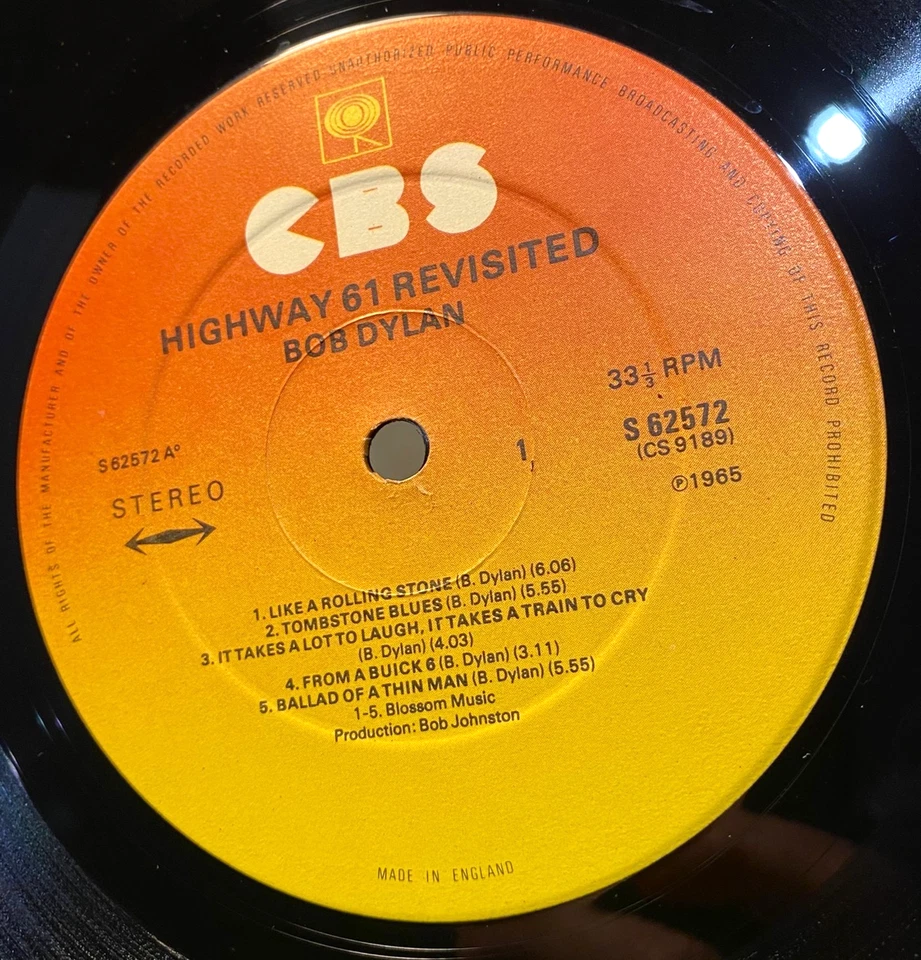 ALL RIGHTS OF THE MANUFACTURER AND OF THE OWNER OF THE RECORDED WORK RESERVED UNAUTHORIZED PUBLIC PERFORMANCE BROADCASTING AND COPYING OF THIS RECORD PROHIBITED
CBS
HIGHWAY 61 REVISITED
BOB DYLAN
33⅓ RPM
S 62572
(CS 9189)
℗1965
1,
S 62572 A°
STEREO
1. LIKE A ROLLING STONE (B. Dylan) (6.06)
2. TOMBSTONE BLUES (B. Dylan) (5.55)
3. IT TAKES A LOT TO LAUGH, IT TAKES A TRAIN TO CRY
(B. Dylan) (4.03)
4. FROM A BUICK 6 (B. Dylan) (3.11)
5. BALLAD OF A THIN MAN (B. Dylan) (5.55)
1-5, Blossom Music
Production: Bob Johnston
MADE IN ENGLAND